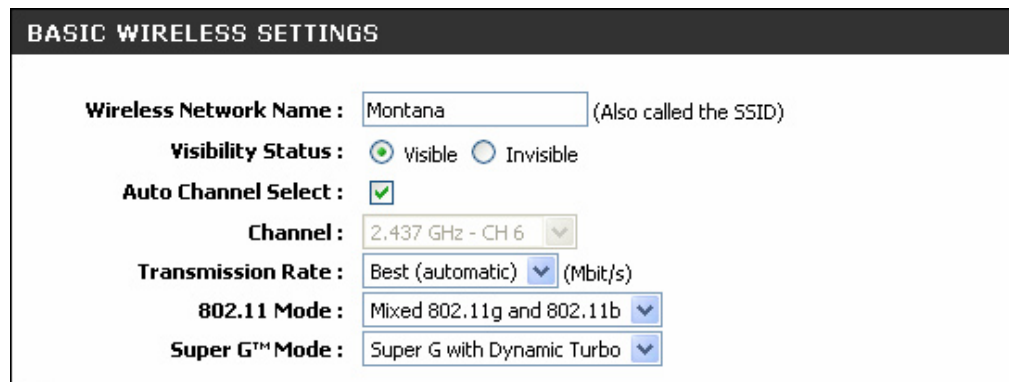 BASIC WIRELESS SETTINGS
Wireless Network Name : Montana (Also called the SSID)
Visibility Status : Visible Invisible
Auto Channel Select :
Channel : 2.437 GHz - CH 6
Transmission Rate : Best (automatic) (Mbit/s)
802.11 Mode : Mixed 802.11g and 802.11b
Super G™ Mode : Super G with Dynamic Turbo